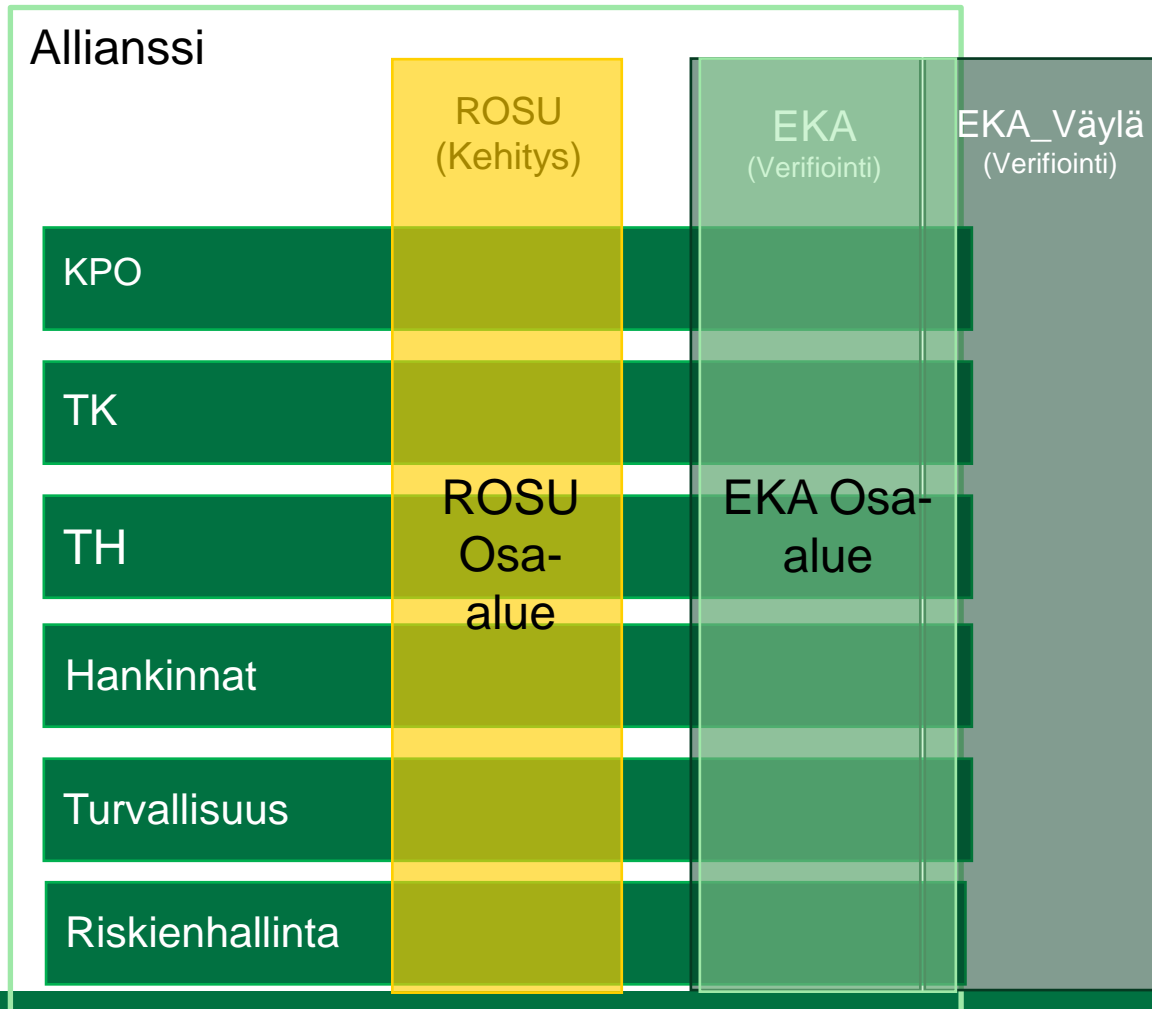 Allianssi
ROSU
(Kehitys)
EKA
(Verifiointi)
EKA_Väylä
(Verifiointi)
KPO
TK
TH
Hankinnat
Turvallisuus
Riskienhallinta
ROSU
Osa-
alue
EKA Osa-
alue